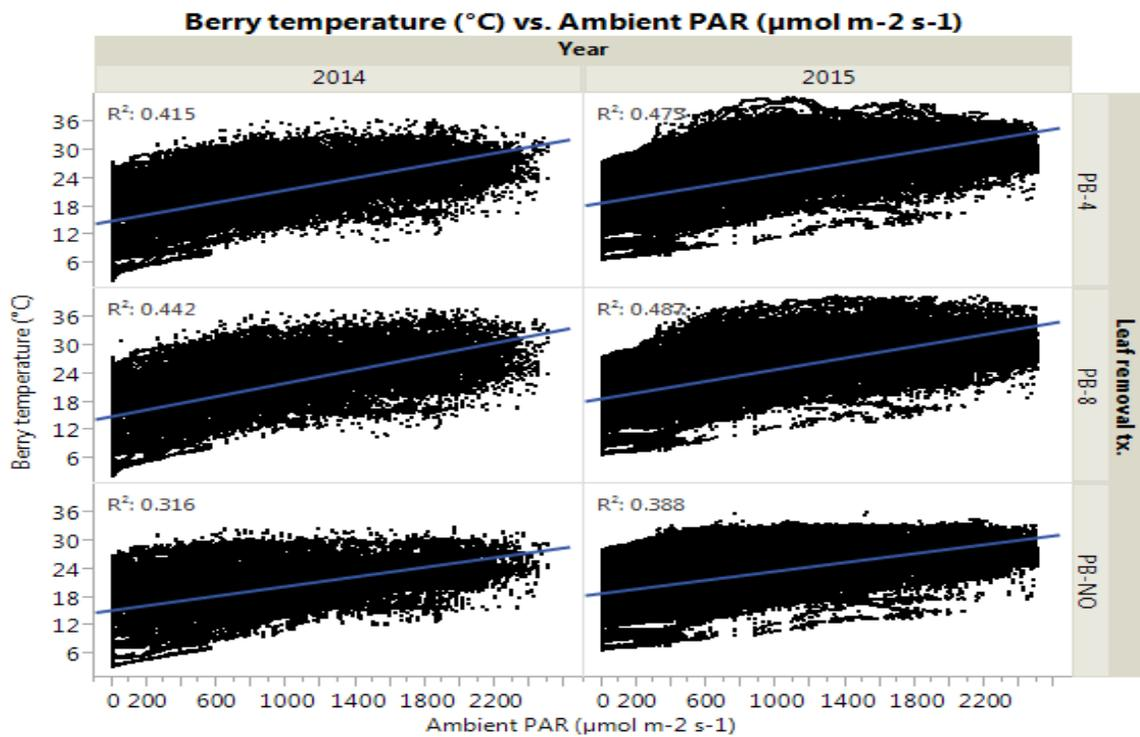 Berry temperature (°C) vs. Ambient PAR (µmol m-2 s-1)
Year
2014 2015
R²: 0.415
36
30
24
18
12
6
R²: 0.475
PB-4
R²: 0.442
36
30
24
18
12
6
R²: 0.487
PB-8
R²: 0.316
36
30
24
18
12
6
R²: 0.388
PB-NO
Berry temperature (°C)
Leaf removal tx.
0 200 600 1000 1400 1800 2200 0 200 600 1000 1400 1800 2200
Ambient PAR (µmol m-2 s-1)